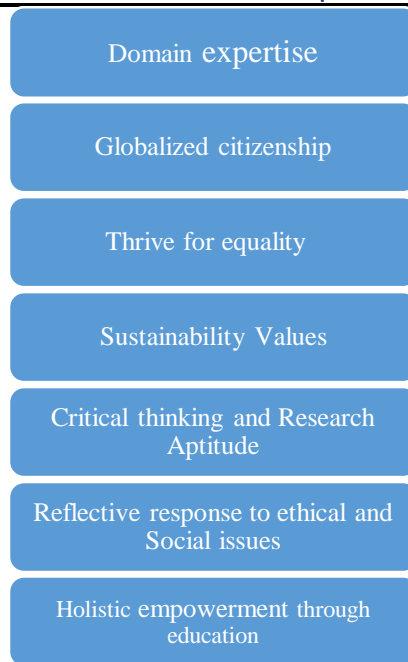 Domain expertise
Globalized citizenship
Thrive for equality
Sustainability Values
Critical thinking and Research
Aptitude
Reflective response to ethical and
Social issues
Holistic empowerment through
education